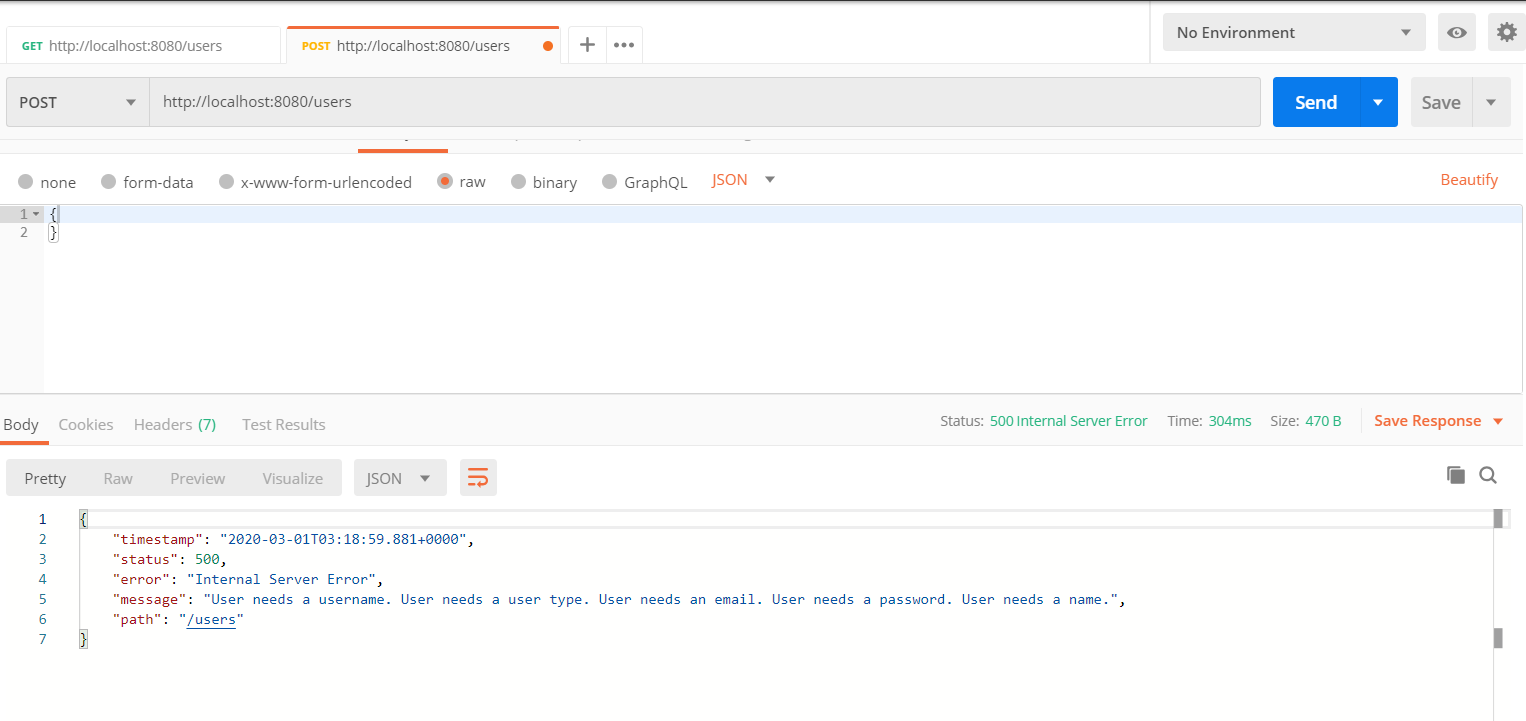 GET http://localhost:8080/users POST http://localhost:8080/users No Environment
POST http://localhost:8080/users Send Save
none form-data x-www-form-urlencoded raw binary GraphQL JSON Beautify
1 {
2 }
Body Cookies Headers (7) Test Results Status: 500 Internal Server Error Time: 304ms Size: 470 B Save Response
Pretty Raw Preview Visualize JSON
1 {
2 "timestamp": "2020-03-01T03:18:59.881+0000",
3 "status": 500,
4 "error": "Internal Server Error",
5 "message": "User needs a username. User needs a user type. User needs an email. User needs a password. User needs a name.",
6 "path": "/users"
7 }